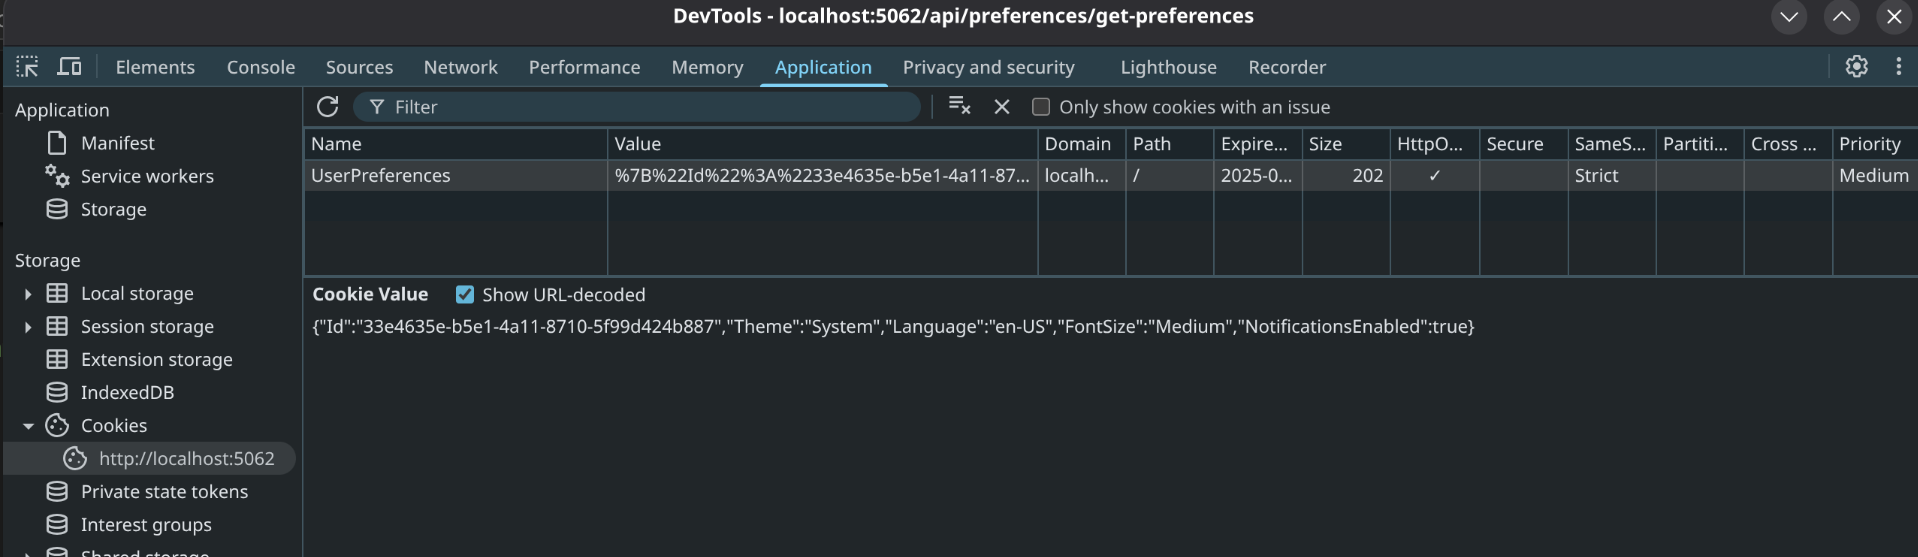 DevTools - localhost:5062/api/preferences/get-preferences
Elements Console Sources Network Performance Memory Application Privacy and security Lighthouse Recorder
Application
Manifest
Service workers
Storage
Storage
Local storage
Session storage
Extension storage
IndexedDB
Cookies
http://localhost:5062
Private state tokens
Interest groups
Shared storage
Filter Only show cookies with an issue
Name Value Domain Path Expire... Size HttpO... Secure SameS... Partiti... Cross ... Priority
UserPreferences %7B%22Id%22%3A%2233e4635e-b5e1-4a11-87... localh... / 2025-0... 202 ✓ Strict Medium
Cookie Value Show URL-decoded
{"Id":"33e4635e-b5e1-4a11-8710-5f99d424b887","Theme":"System","Language":"en-US","FontSize":"Medium","NotificationsEnabled":true}